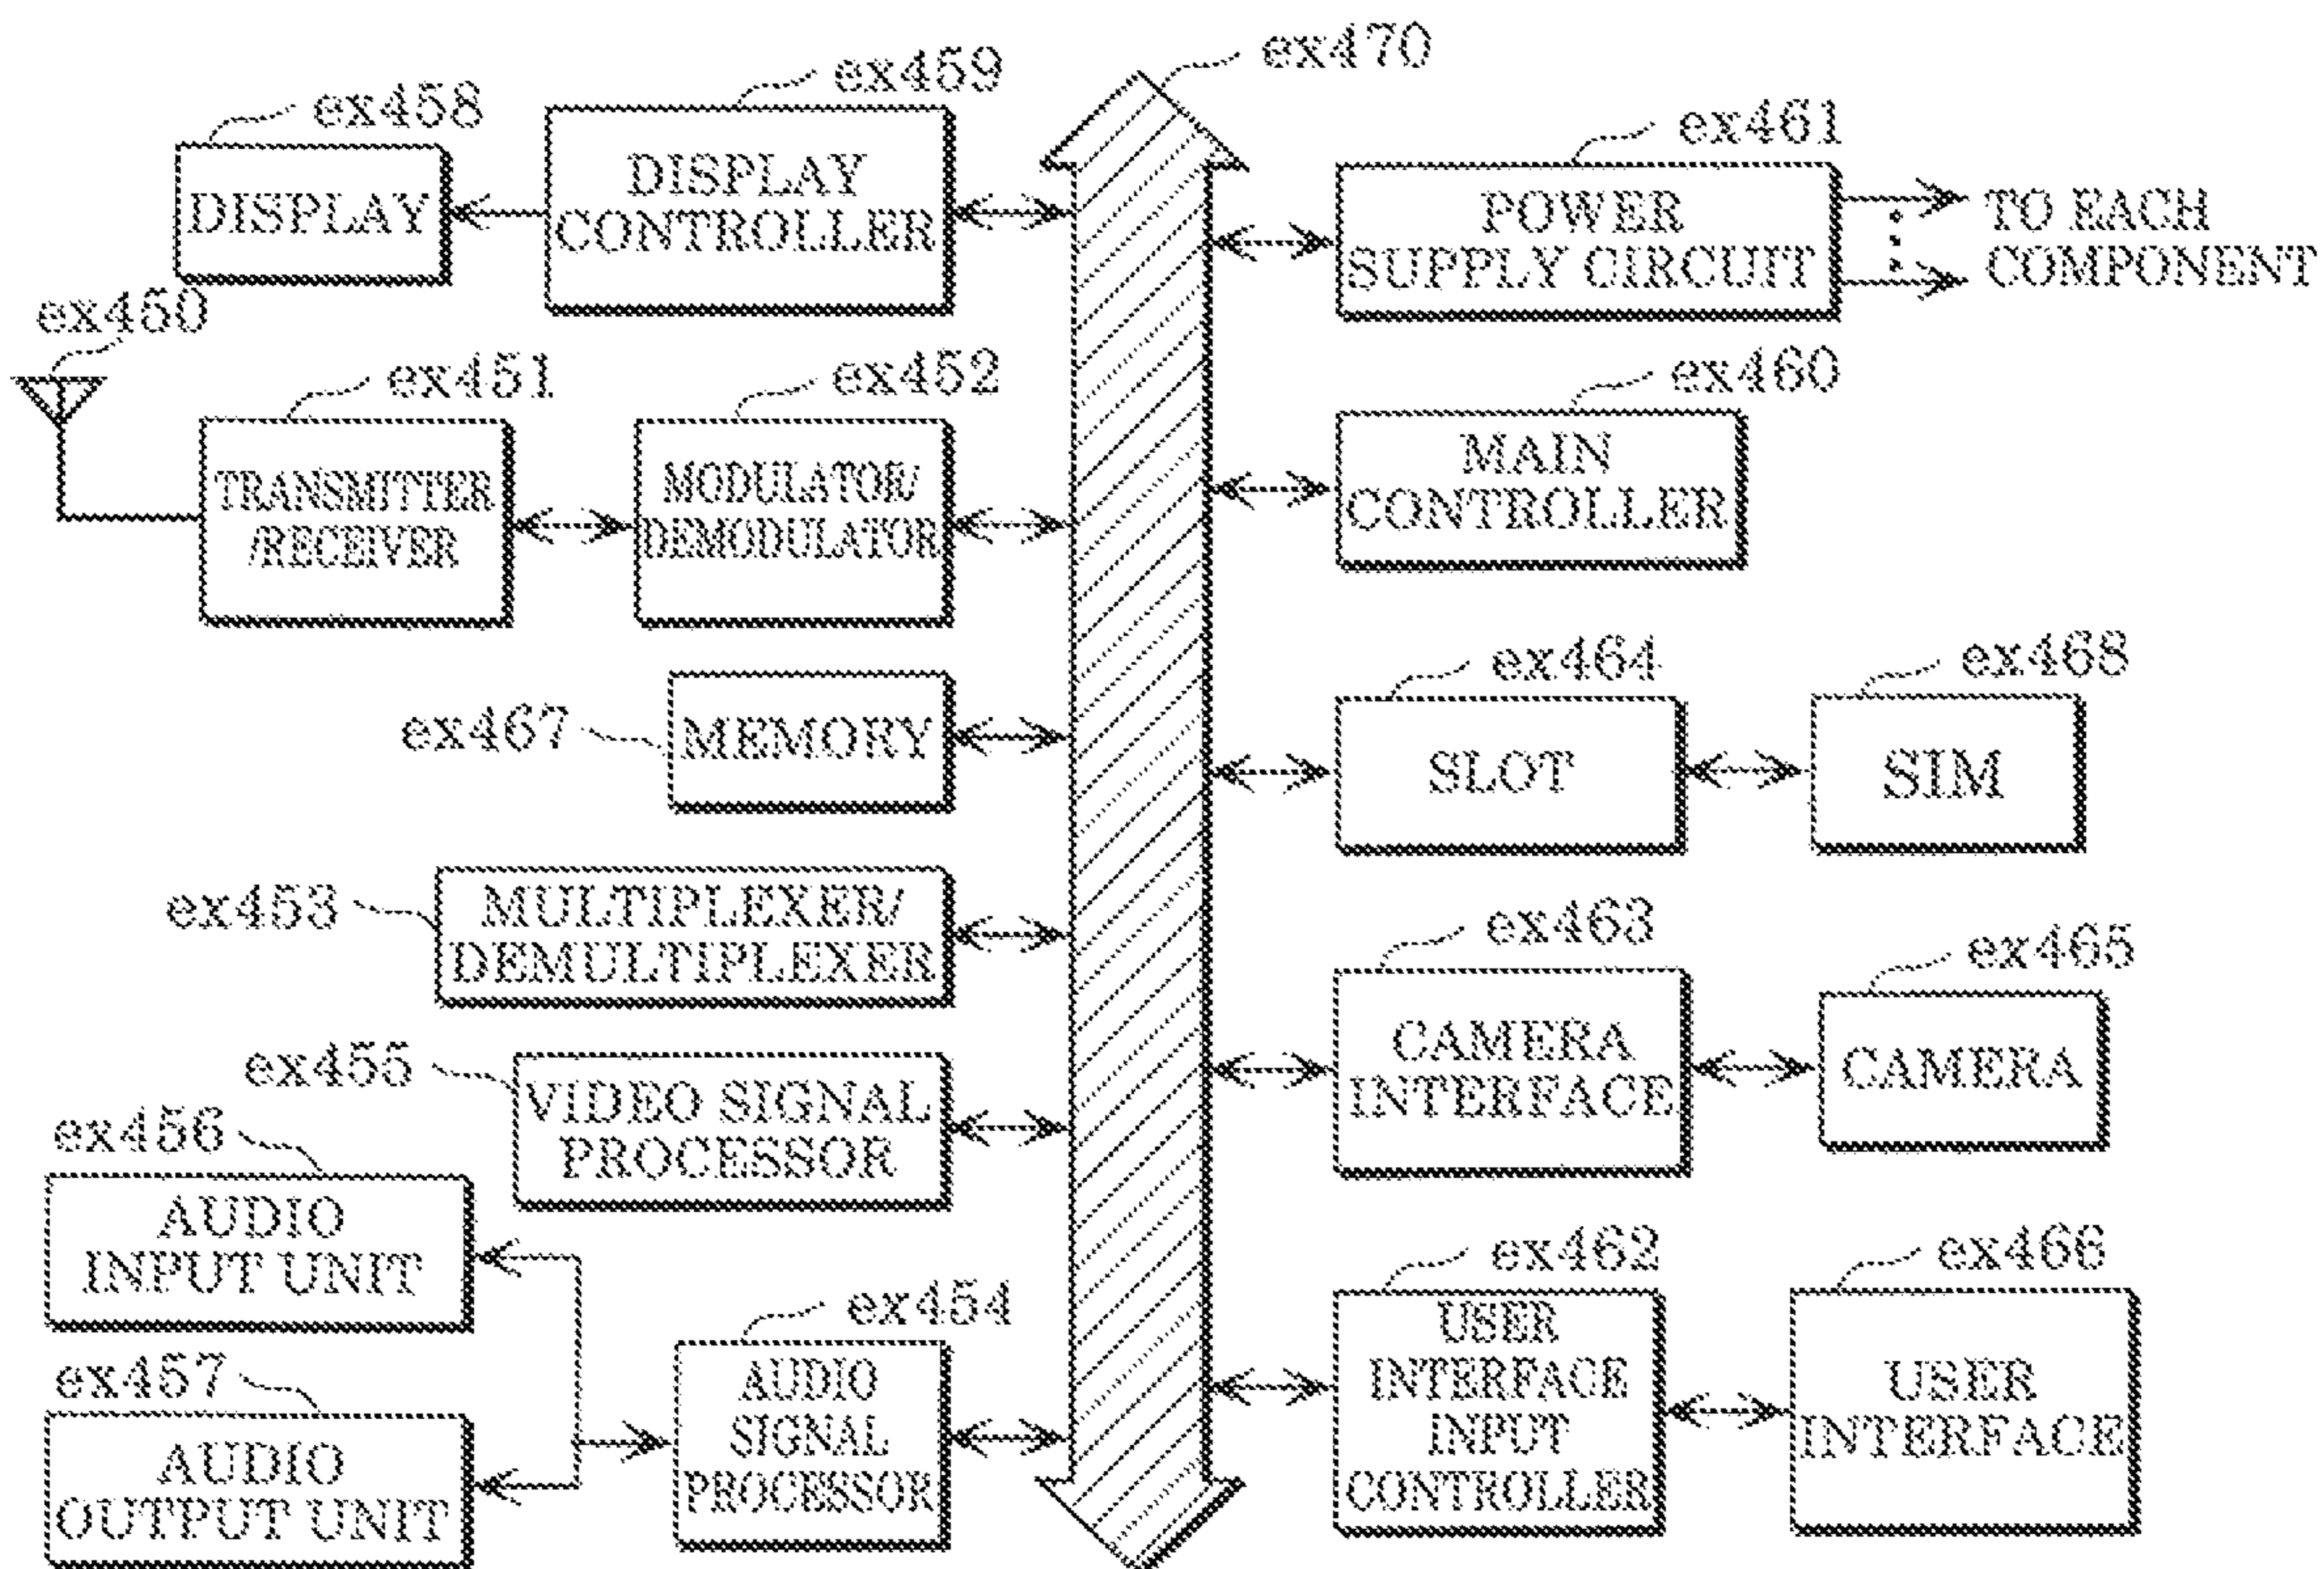 ex470
ex459
ex458
ex461
DISPLAY
CONTROLLER
DISPLAY
POWER
SUPPLY CIRCUIT
TO EACH
COMPONENT
ex450
ex451
ex452
ex460
TRANSMITTER
/RECEIVER
MODULATOR/
DEMODULATOR
MAIN
CONTROLLER
ex464
ex468
ex467
MEMORY
SLOT
SIM
ex453
MULTIPLEXER/
DEMULTIPLEXER
ex463
ex465
CAMERA
INTERFACE
CAMERA
ex455
VIDEO SIGNAL
PROCESSOR
ex456
AUDIO
INPUT UNIT
ex462
ex466
ex454
USER
INTERFACE
INPUT
CONTROLLER
USER
INTERFACE
ex457
AUDIO
SIGNAL
PROCESSOR
AUDIO
OUTPUT UNIT